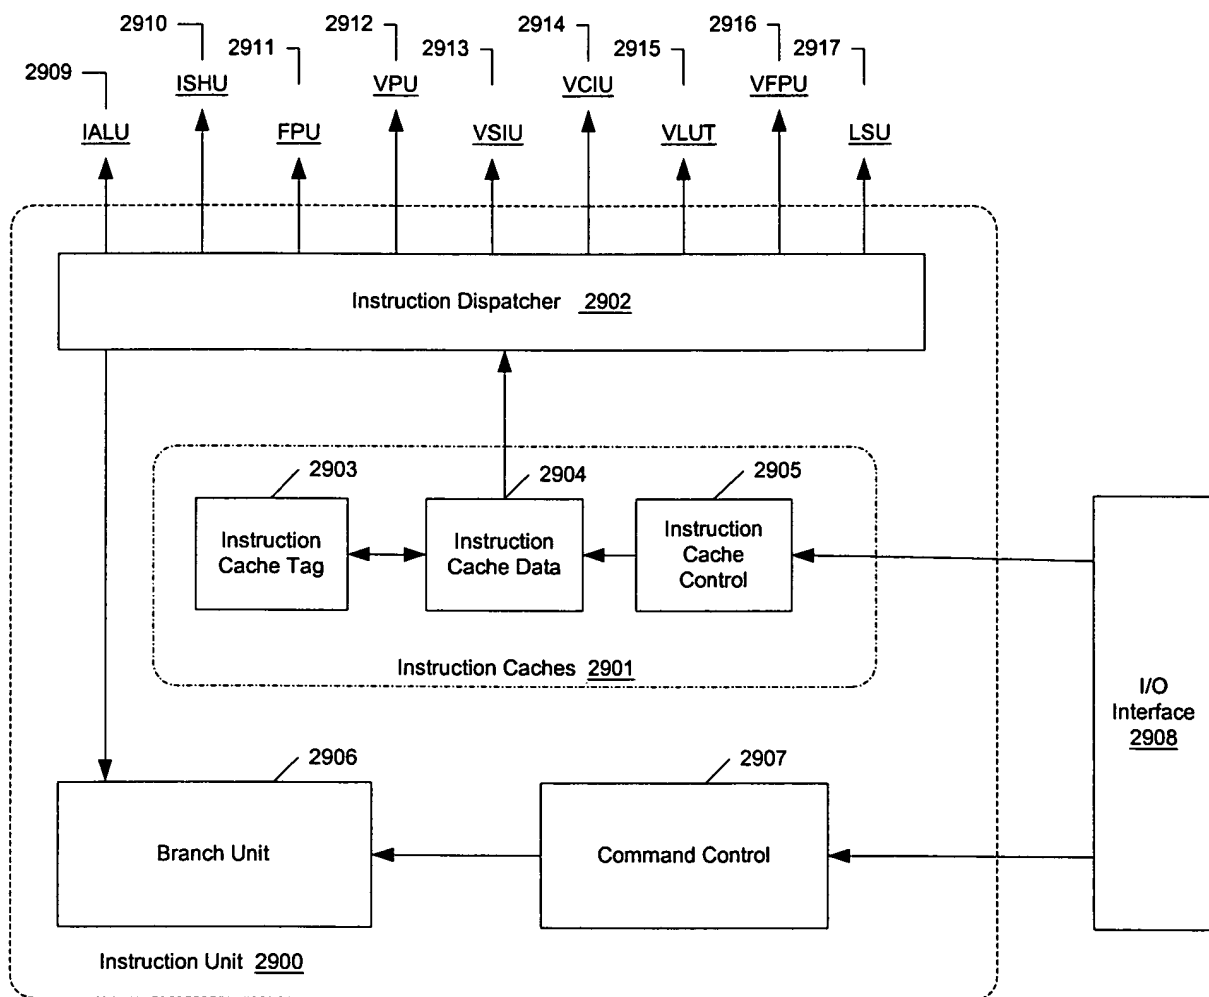 2910
2911
2912
2913
2914
2915
2916
2917
2909
ISHU
VPU
VCIU
VFPU
IALU
FPU
VSIU
VLUT
LSU
Instruction Dispatcher 2902
2903
2904
2905
Instruction
Cache Tag
Instruction
Cache Data
Instruction
Cache
Control
Instruction Caches 2901
I/O
Interface
2908
2906
2907
Branch Unit
Command Control
Instruction Unit 2900